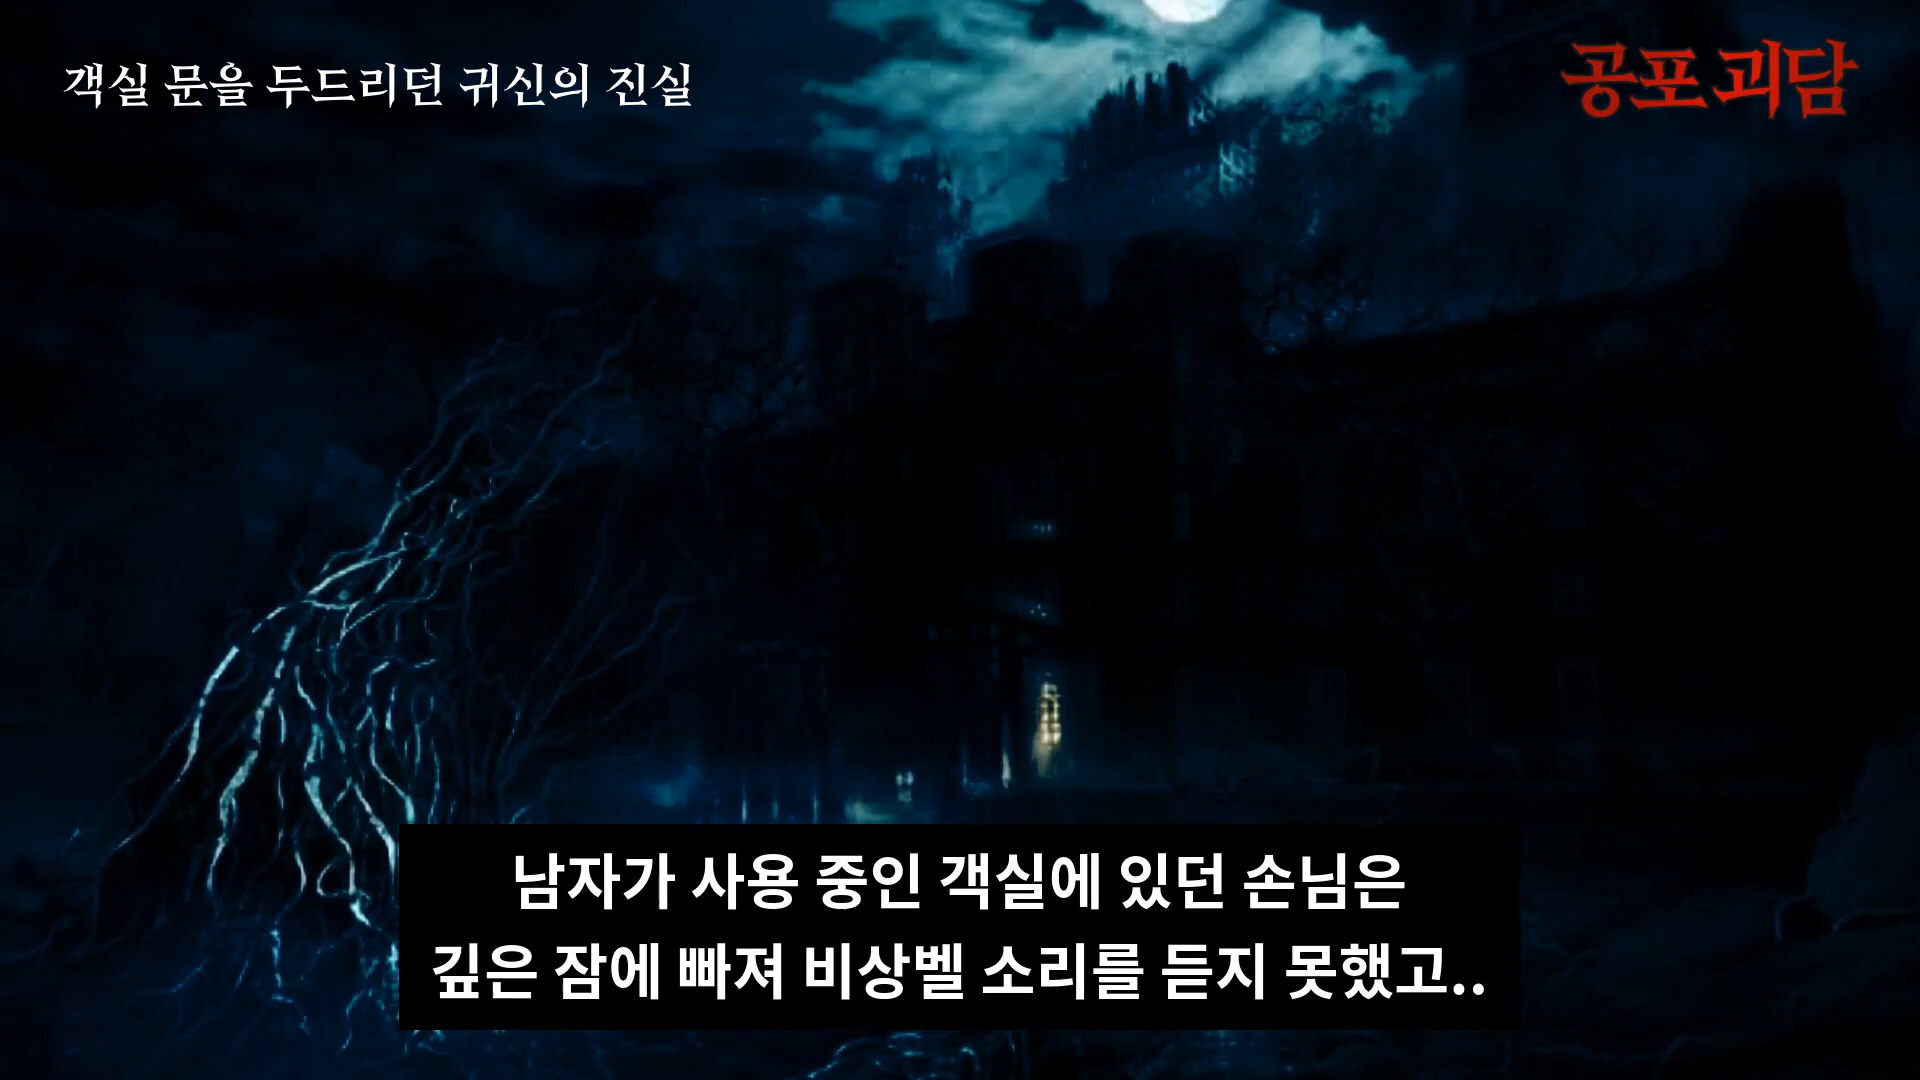 객실 문을 두드리던 귀신의 진실
공포 괴담
남자가 사용 중인 객실에 있던 손님은
깊은 잠에 빠져 비상벨 소리를 듣지 못했고..